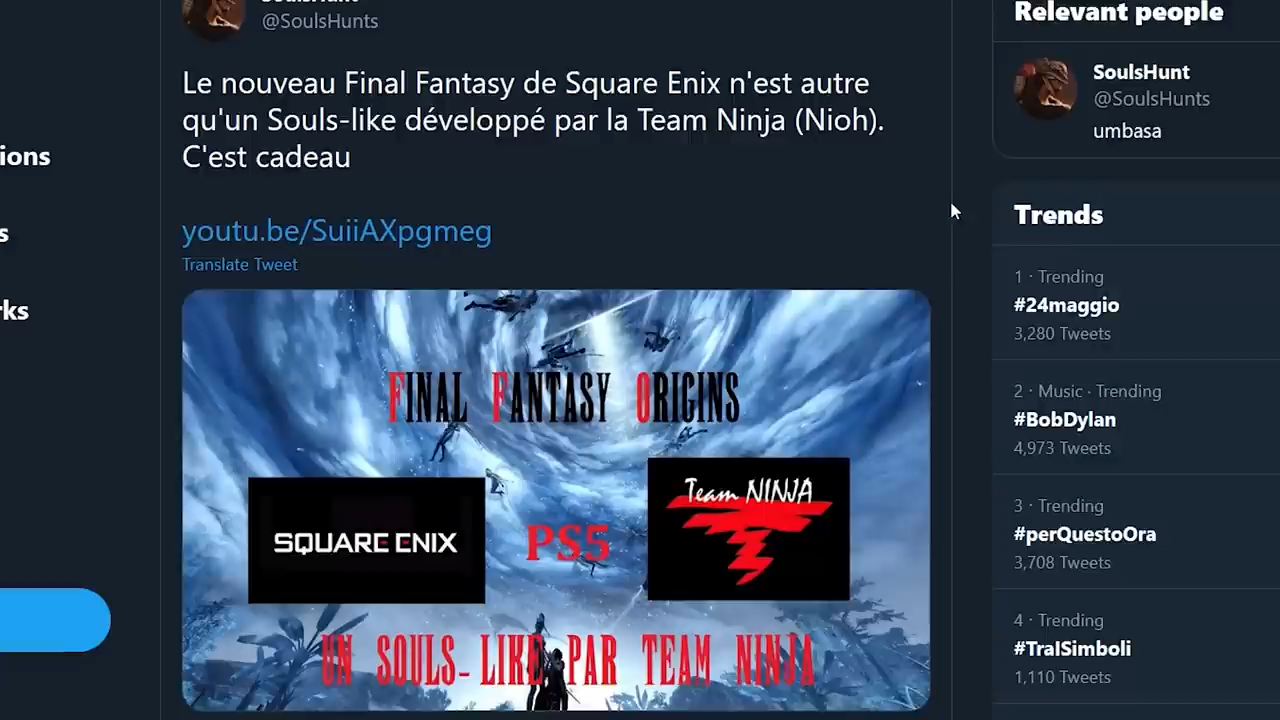 SoulsHunt
@SoulsHunts
Le nouveau Final Fantasy de Square Enix n'est autre
qu'un Souls-like développé par la Team Ninja (Nioh).
C'est cadeau
youtu.be/SuiiAXpgmeg
Translate Tweet
FINAL FANTASY ORIGINS
SQUARE ENIX
PS5
Team NINJA
UN SOULS-LIKE PAR TEAM NINJA
ions
s
rks
Relevant people
SoulsHunt
@SoulsHunts
umbasa
Trends
1 · Trending
#24maggio
3,280 Tweets
2 · Music · Trending
#BobDylan
4,973 Tweets
3 · Trending
#perQuestoOra
3,708 Tweets
4 · Trending
#TraISimboli
1,110 Tweets